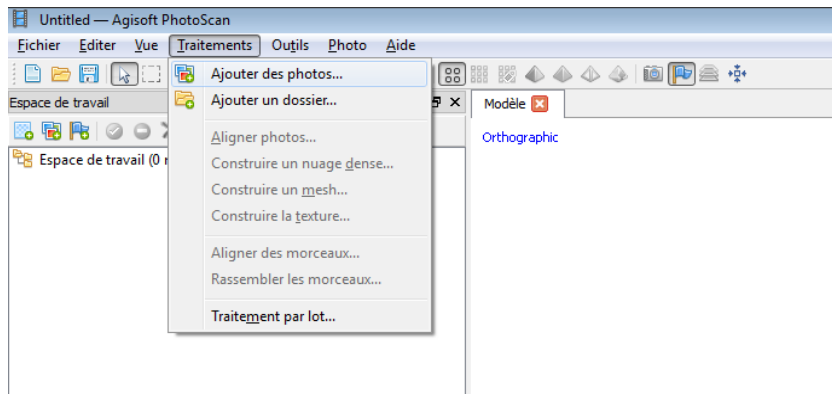 Untitled — Agisoft PhotoScan
Fichier Editer Vue Traitements Outils Photo Aide
Espace de travail
Modèle
Espace de travail (0
Orthographic
Ajouter des photos...
Ajouter un dossier...
Aligner photos...
Construire un nuage dense...
Construire un mesh...
Construire la texture...
Aligner des morceaux...
Rassembler les morceaux...
Traitement par lot...